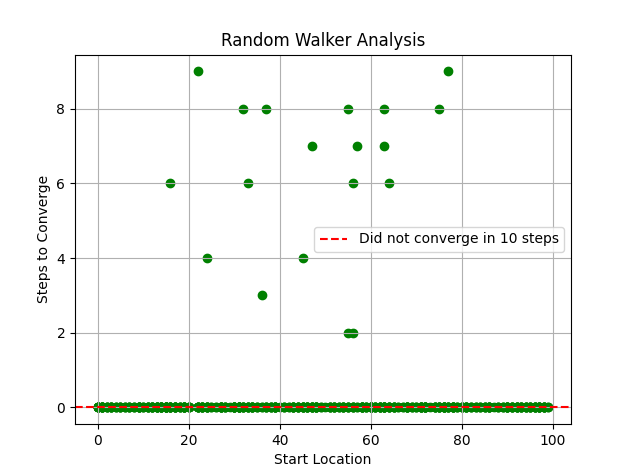 Random Walker Analysis
Steps to Converge
8
6
4
2
0
Did not converge in 10 steps
0 20 40 60 80 100
Start Location